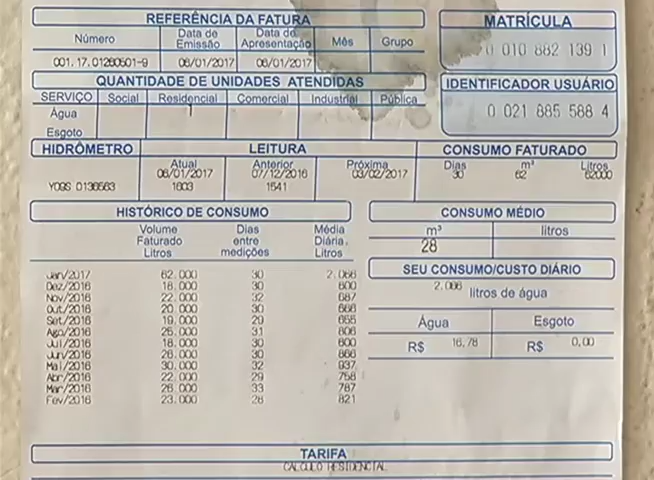 REFERÊNCIA DA FATURA
Número Data de Emissão Data de Apresentação Mês Grupo
001.17.01260501-9 06/01/2017 06/01/2017
MATRÍCULA
0 010 882 139 1
QUANTIDADE DE UNIDADES ATENDIDAS
SERVIÇO Social Residencial Comercial Industrial Pública
Água 1
Esgoto
IDENTIFICADOR USUÁRIO
0 021 885 588 4
HIDRÔMETRO LEITURA CONSUMO FATURADO
Atual Anterior Próxima Dias m³ Litros
06/01/2017 07/12/2016 03/02/2017 30 62 62000
1603 1541
HISTÓRICO DE CONSUMO
Volume Faturado Litros Dias entre medições Média Diária. Litros
Jan/2017 62.000 30 2.066
Dez/2016 18.000 30 600
Nov/2016 22.000 32 687
Out/2016 20.000 30 666
Set/2016 19.000 29 655
Ago/2016 25.000 31 806
Jul/2016 18.000 30 600
Jun/2016 26.000 30 866
Mai/2016 30.000 32 937
Abr/2016 22.000 29 758
Mar/2016 26.000 33 787
Fev/2016 23.000 28 821
CONSUMO MÉDIO
m³ litros
28
SEU CONSUMO/CUSTO DIÁRIO
2.066 litros de água
Água Esgoto
R$ 16,78 R$ 0,00
TARIFA
CALCULO RESIDENCIAL